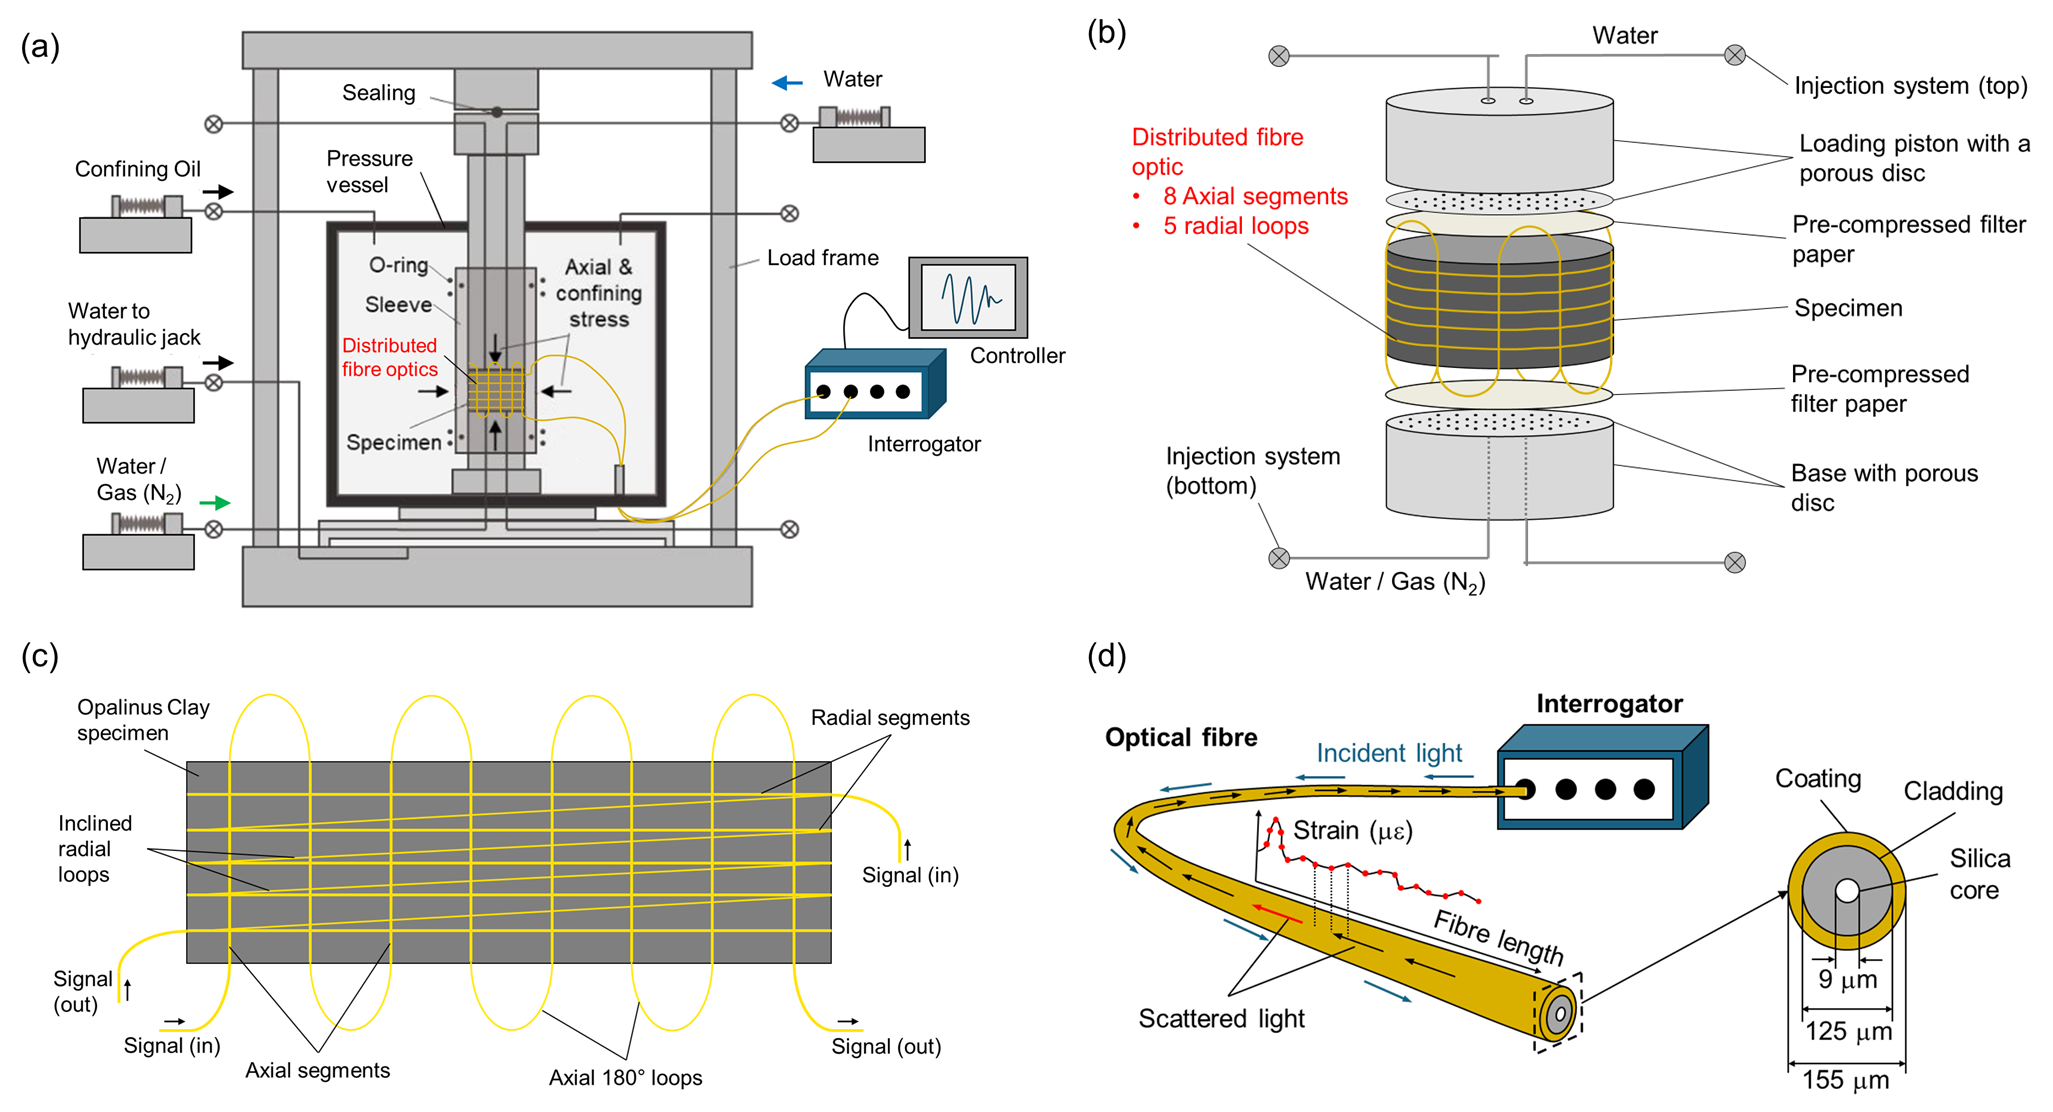 (a)
Sealing
Water
Confining Oil
Pressure
vessel
O-ring
Sleeve
Axial &
confining
stress
Load frame
Water to
hydraulic jack
Distributed
fibre optics
Controller
Specimen
Interrogator
Water /
Gas (N₂)
(b)
Water
Injection system (top)
Distributed fibre
optic
• 8 Axial segments
• 5 radial loops
Loading piston with a
porous disc
Pre-compressed filter
paper
Specimen
Pre-compressed
filter paper
Injection system
(bottom)
Base with porous
disc
Water / Gas (N₂)
(c)
Opalinus Clay
specimen
Radial segments
Inclined
radial
loops
Signal (in)
Signal
(out)
Signal (in)
Axial segments
Axial 180° loops
Signal (out)
(d)
Interrogator
Optical fibre
Incident light
Strain (με)
Fibre length
Scattered light
Coating
Cladding
Silica
core
9 μm
125 μm
155 μm